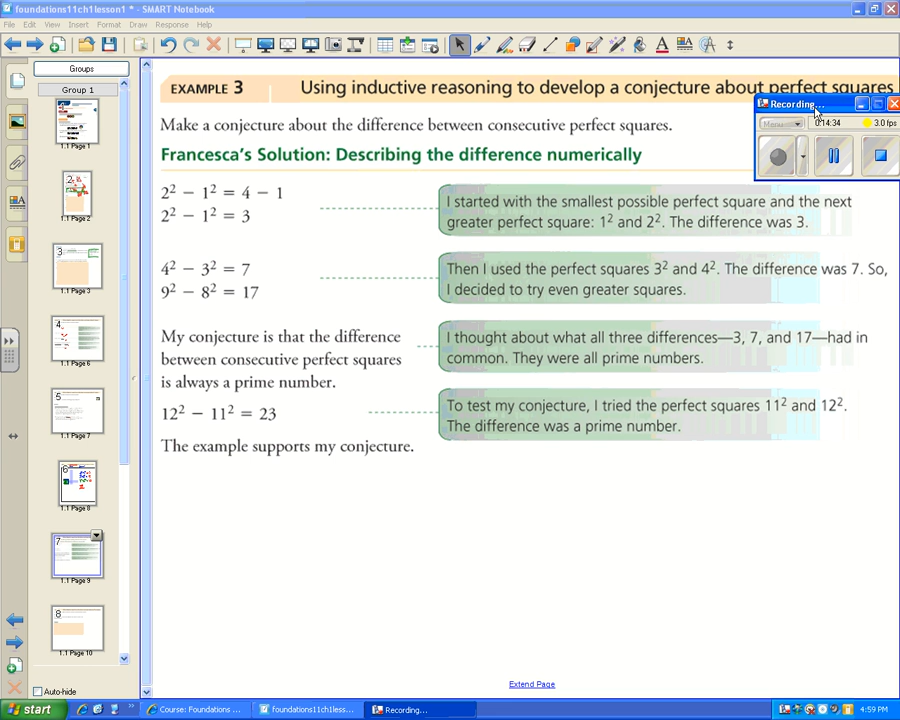 foundations11ch1lesson1 * - SMART Notebook
File Edit View Insert Format Draw Response Help
Groups
Group 1
1.1 Page 1
2
1.1 Page 2
3
1.1 Page 3
4
1.1 Page 6
5
1.1 Page 7
6
1.1 Page 8
7
1.1 Page 9
8
1.1 Page 10
Auto-hide
EXAMPLE 3 Using inductive reasoning to develop a conjecture about perfect squares
Recording...
Menu 0:14:34 3.0 fps
Make a conjecture about the difference between consecutive perfect squares.
Francesca's Solution: Describing the difference numerically
2² − 1² = 4 − 1
2² − 1² = 3
I started with the smallest possible perfect square and the next
greater perfect square: 1² and 2². The difference was 3.
4² − 3² = 7
9² − 8² = 17
Then I used the perfect squares 3² and 4². The difference was 7. So,
I decided to try even greater squares.
My conjecture is that the difference
between consecutive perfect squares
is always a prime number.
I thought about what all three differences—3, 7, and 17—had in
common. They were all prime numbers.
12² − 11² = 23
To test my conjecture, I tried the perfect squares 11² and 12².
The difference was a prime number.
The example supports my conjecture.
Extend Page
start
Course: Foundations ...
foundations11ch1less...
Recording...
4:59 PM